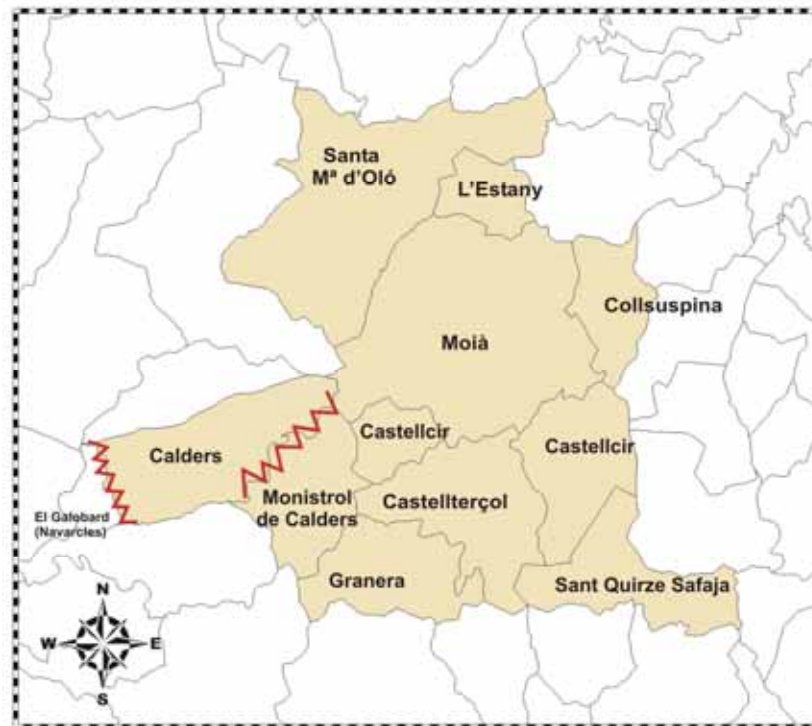 Santa
Mª d'Oló
L'Estany
Collsuspina
Moià
Castellcir
Calders
Castellcir
El Galobard
(Navarcles)
Monistrol
de Calders
Castellterçol
Granera
Sant Quirze Safaja
N
W
E
S